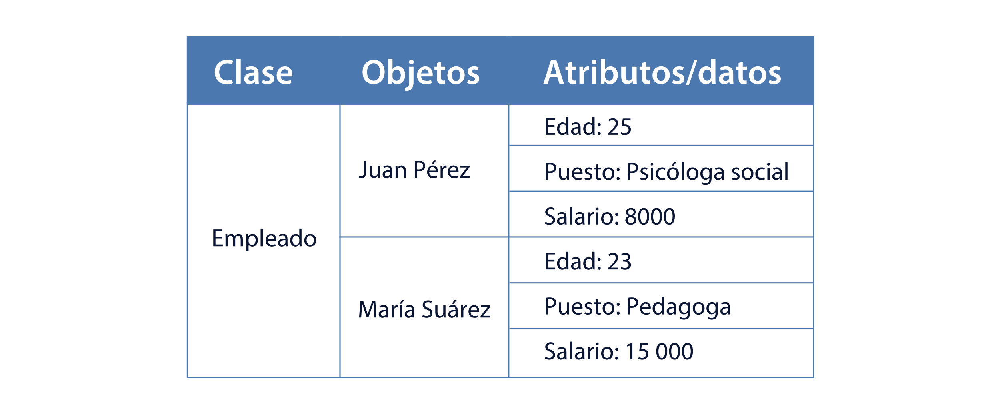 Clase Objetos Atributos/datos
Empleado
Juan Pérez
Edad: 25
Puesto: Psicóloga social
Salario: 8000
María Suárez
Edad: 23
Puesto: Pedagoga
Salario: 15 000